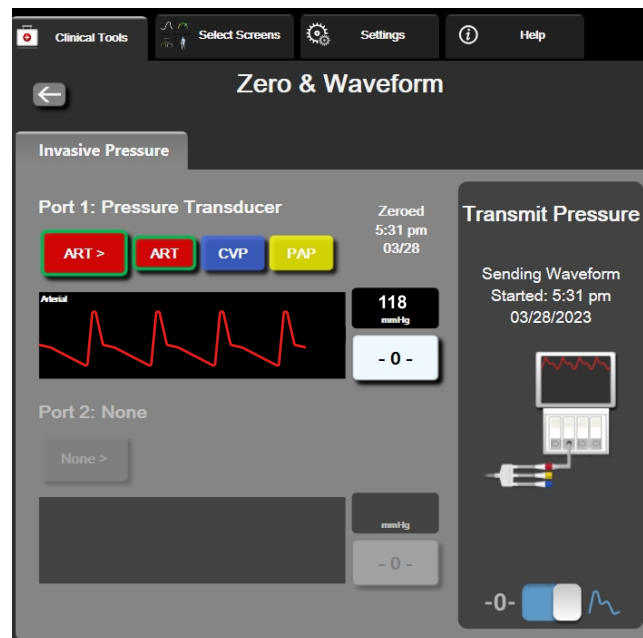 Clinical Tools
Select Screens
Settings
Help
Zero & Waveform
Invasive Pressure
Port 1: Pressure Transducer
Zeroed
5:31 pm
03/28
ART >
ART
CVP
PAP
Arterial
118
mmHg
- 0 -
Port 2: None
None >
mmHg
- 0 -
Transmit Pressure
Sending Waveform
Started: 5:31 pm
03/28/2023
-0-